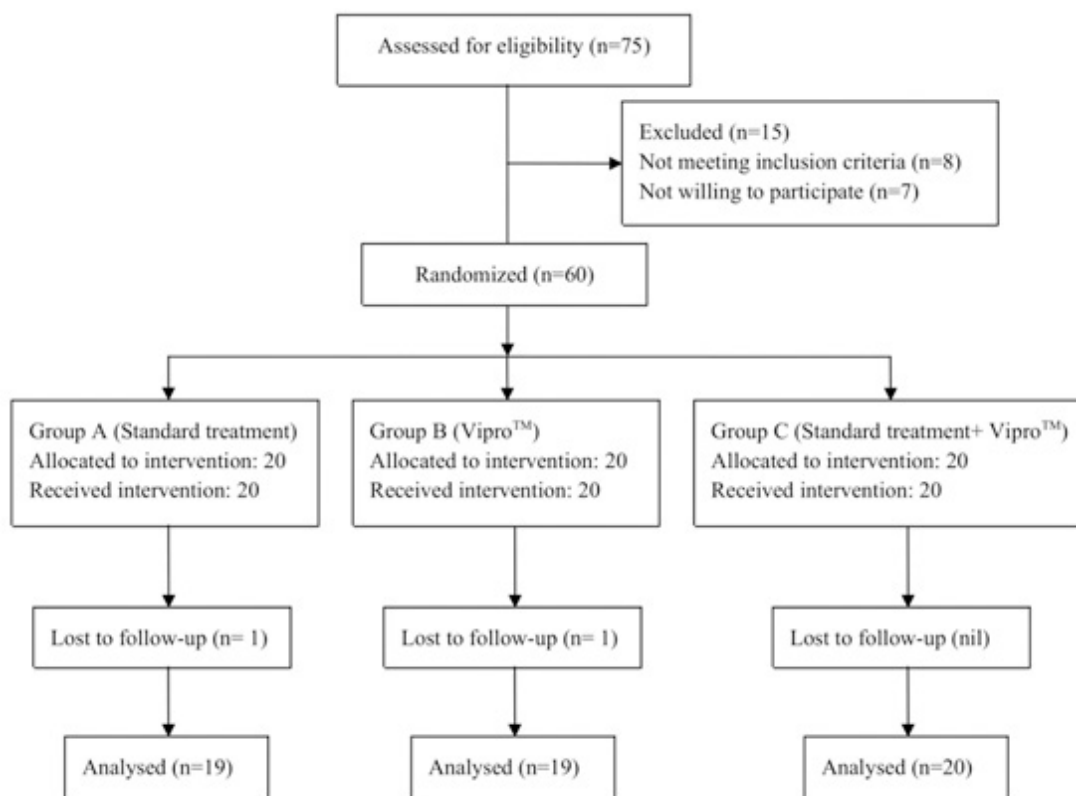 Assessed for eligibility (n=75)
Excluded (n=15)
Not meeting inclusion criteria (n=8)
Not willing to participate (n=7)
Randomized (n=60)
Group A (Standard treatment)
Allocated to intervention: 20
Received intervention: 20
Group B (Vipro™)
Allocated to intervention: 20
Received intervention: 20
Group C (Standard treatment+ Vipro™)
Allocated to intervention: 20
Received intervention: 20
Lost to follow-up (n= 1)
Lost to follow-up (n= 1)
Lost to follow-up (nil)
Analysed (n=19)
Analysed (n=19)
Analysed (n=20)